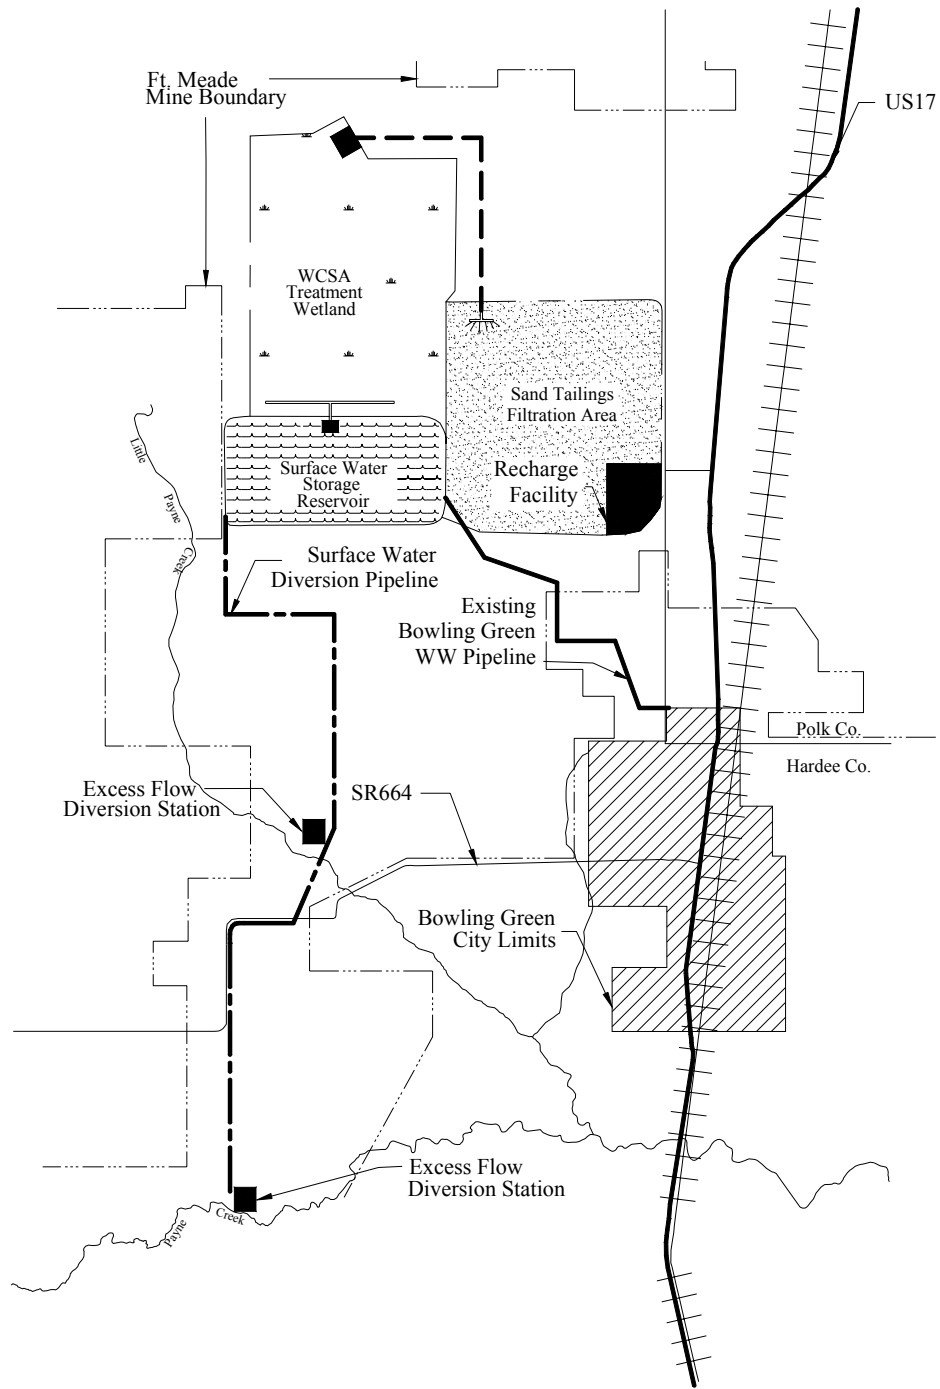 Ft. Meade
Mine Boundary
US17
WCSA
Treatment
Wetland
Sand Tailings
Filtration Area
Little
Payne
Creek
Surface Water
Storage
Reservoir
Recharge
Facility
Surface Water
Diversion Pipeline
Existing
Bowling Green
WW Pipeline
Polk Co.
Hardee Co.
Excess Flow
Diversion Station
SR664
Bowling Green
City Limits
Excess Flow
Diversion Station
Payne
Creek